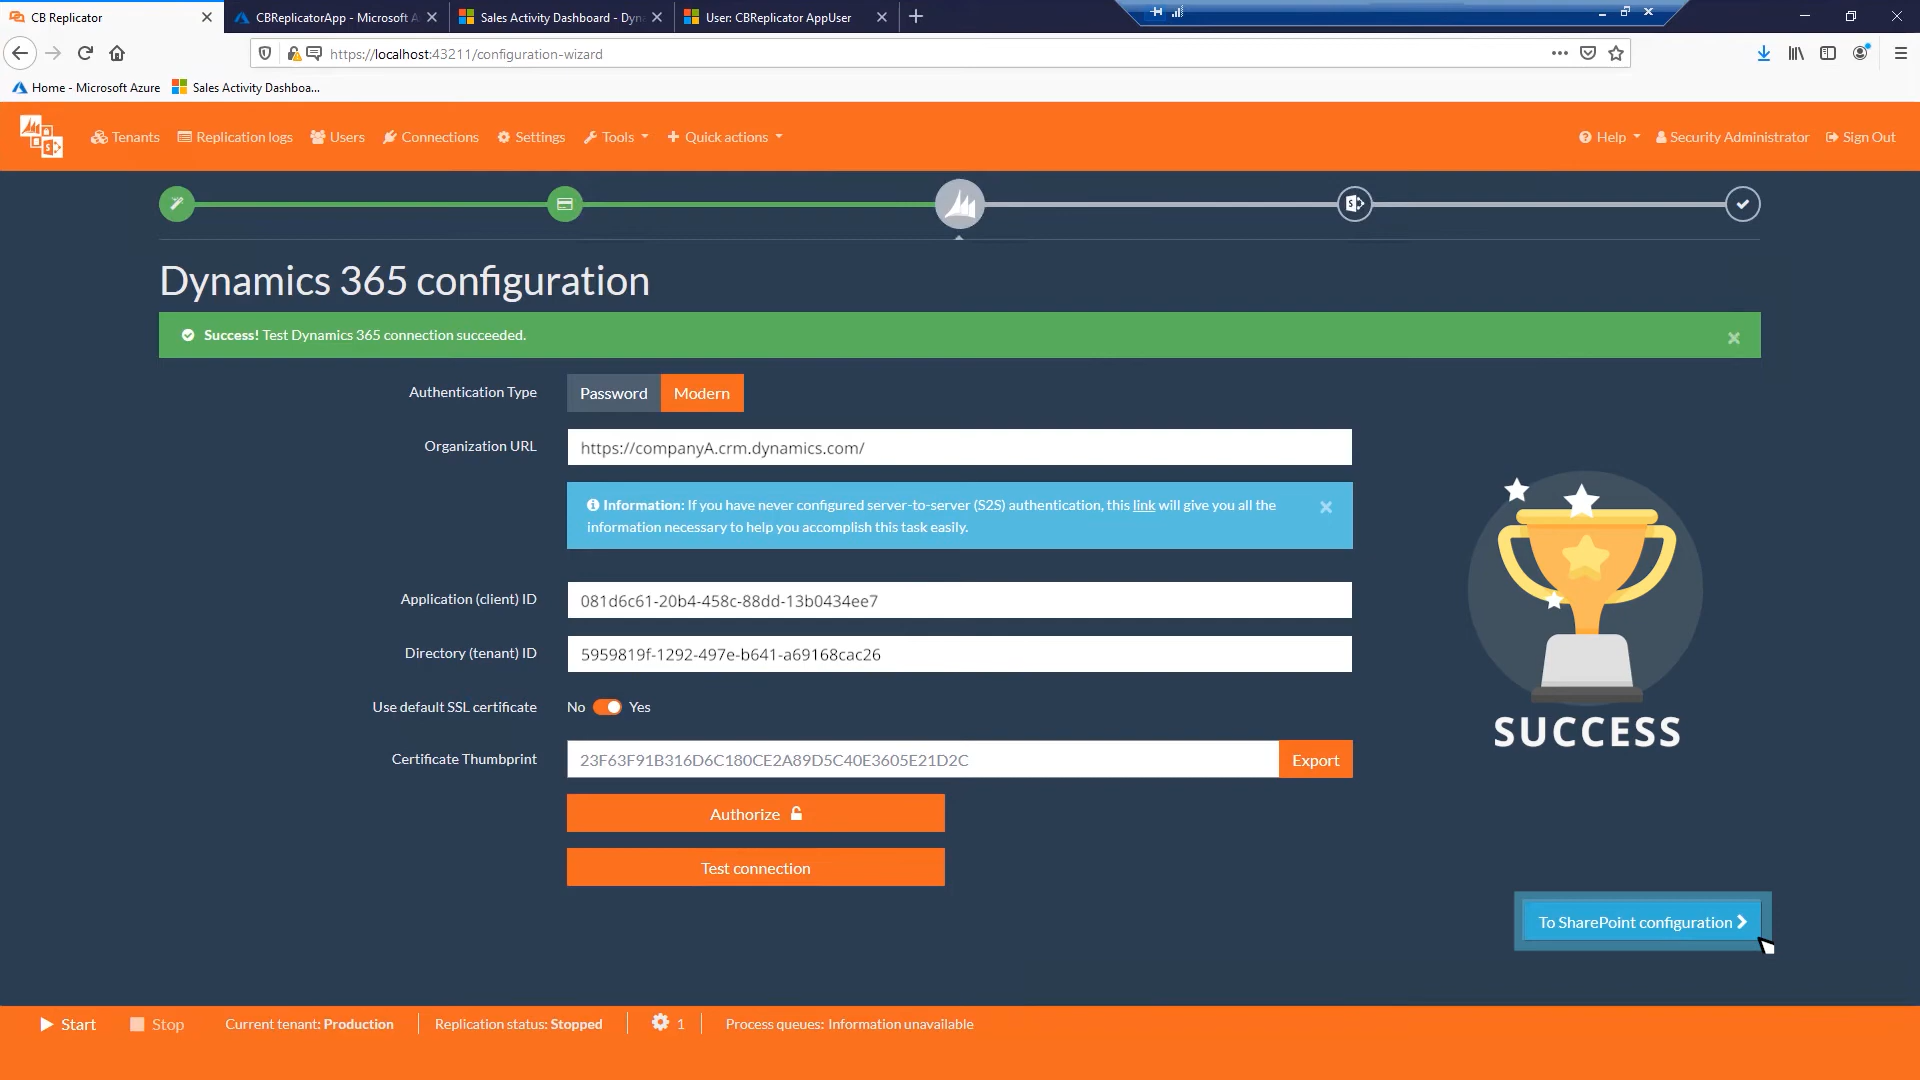 CB Replicator
CBReplicatorApp - Microsoft A
Sales Activity Dashboard - Dyn
User: CBReplicator AppUser
https://localhost:43211/configuration-wizard
Home - Microsoft Azure
Sales Activity Dashboa...
Tenants
Replication logs
Users
Connections
Settings
Tools
Quick actions
Help
Security Administrator
Sign Out
Dynamics 365 configuration
Success! Test Dynamics 365 connection succeeded.
Authentication Type
Password
Modern
Organization URL
https://companyA.crm.dynamics.com/
Information: If you have never configured server-to-server (S2S) authentication, this link will give you all the
information necessary to help you accomplish this task easily.
Application (client) ID
081d6c61-20b4-458c-88dd-13b0434ee7
Directory (tenant) ID
5959819f-1292-497e-b641-a69168cac26
Use default SSL certificate
No
Yes
Certificate Thumbprint
23F63F91B316D6C180CE2A89D5C40E3605E21D2C
Export
SUCCESS
Authorize
Test connection
To SharePoint configuration
Start
Stop
Current tenant: Production
Replication status: Stopped
1
Process queues: Information unavailable